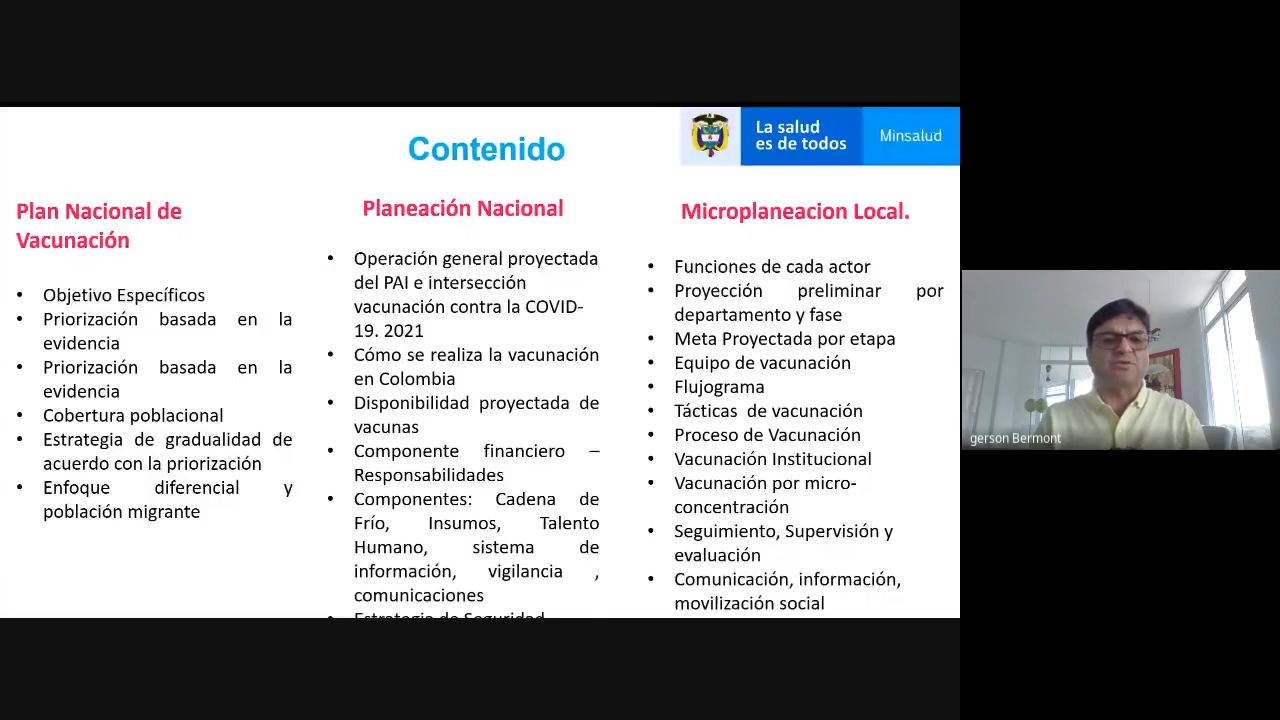 Contenido
La salud
es de todos
Minsalud
Plan Nacional de
Vacunación
• Objetivo Específicos
• Priorización basada en la
evidencia
• Priorización basada en la
evidencia
• Cobertura poblacional
• Estrategia de gradualidad de
acuerdo con la priorización
• Enfoque diferencial y
población migrante
Planeación Nacional
• Operación general proyectada
del PAI e intersección
vacunación contra la COVID-
19. 2021
• Cómo se realiza la vacunación
en Colombia
• Disponibilidad proyectada de
vacunas
• Componente financiero –
Responsabilidades
• Componentes: Cadena de
Frío, Insumos, Talento
Humano, sistema de
información, vigilancia ,
comunicaciones
• Estrategia de Seguridad
Microplaneacion Local.
• Funciones de cada actor
• Proyección preliminar por
departamento y fase
• Meta Proyectada por etapa
• Equipo de vacunación
• Flujograma
• Tácticas de vacunación
• Proceso de Vacunación
• Vacunación Institucional
• Vacunación por micro-
concentración
• Seguimiento, Supervisión y
evaluación
• Comunicación, información,
movilización social
gerson Bermont